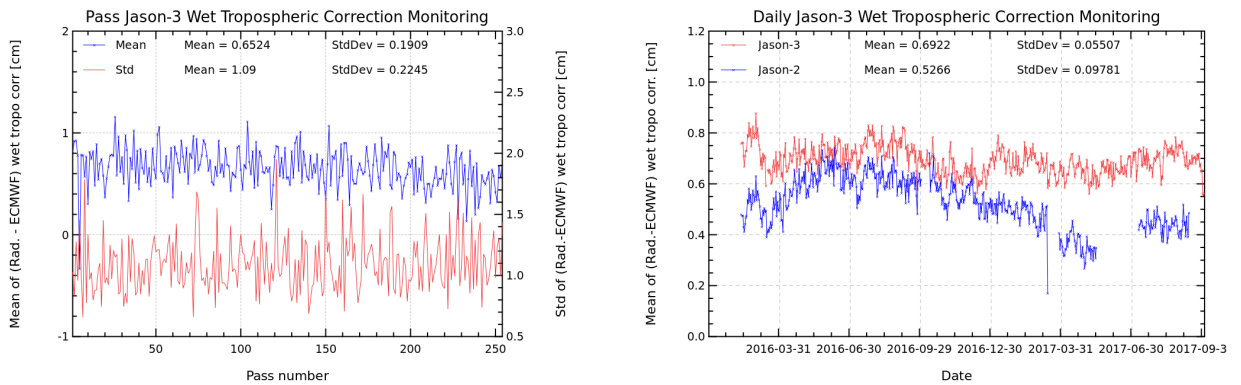 Pass Jason-3 Wet Tropospheric Correction Monitoring
Mean Mean = 0.6524 StdDev = 0.1909
Std Mean = 1.09 StdDev = 0.2245
Mean of (Rad. - ECMWF) wet tropo corr [cm]
2
1
0
-1
3.0
2.5
2.0
1.5
1.0
0.5
Std of (Rad.-ECMWF) wet tropo corr [cm]
50 100 150 200 250
Pass number
Daily Jason-3 Wet Tropospheric Correction Monitoring
Jason-3 Mean = 0.6922 StdDev = 0.05507
Jason-2 Mean = 0.5266 StdDev = 0.09781
Mean of (Rad.-ECMWF) wet tropo corr. [cm]
1.2
1.0
0.8
0.6
0.4
0.2
0.0
2016-03-31 2016-06-30 2016-09-29 2016-12-30 2017-03-31 2017-06-30 2017-09-3
Date